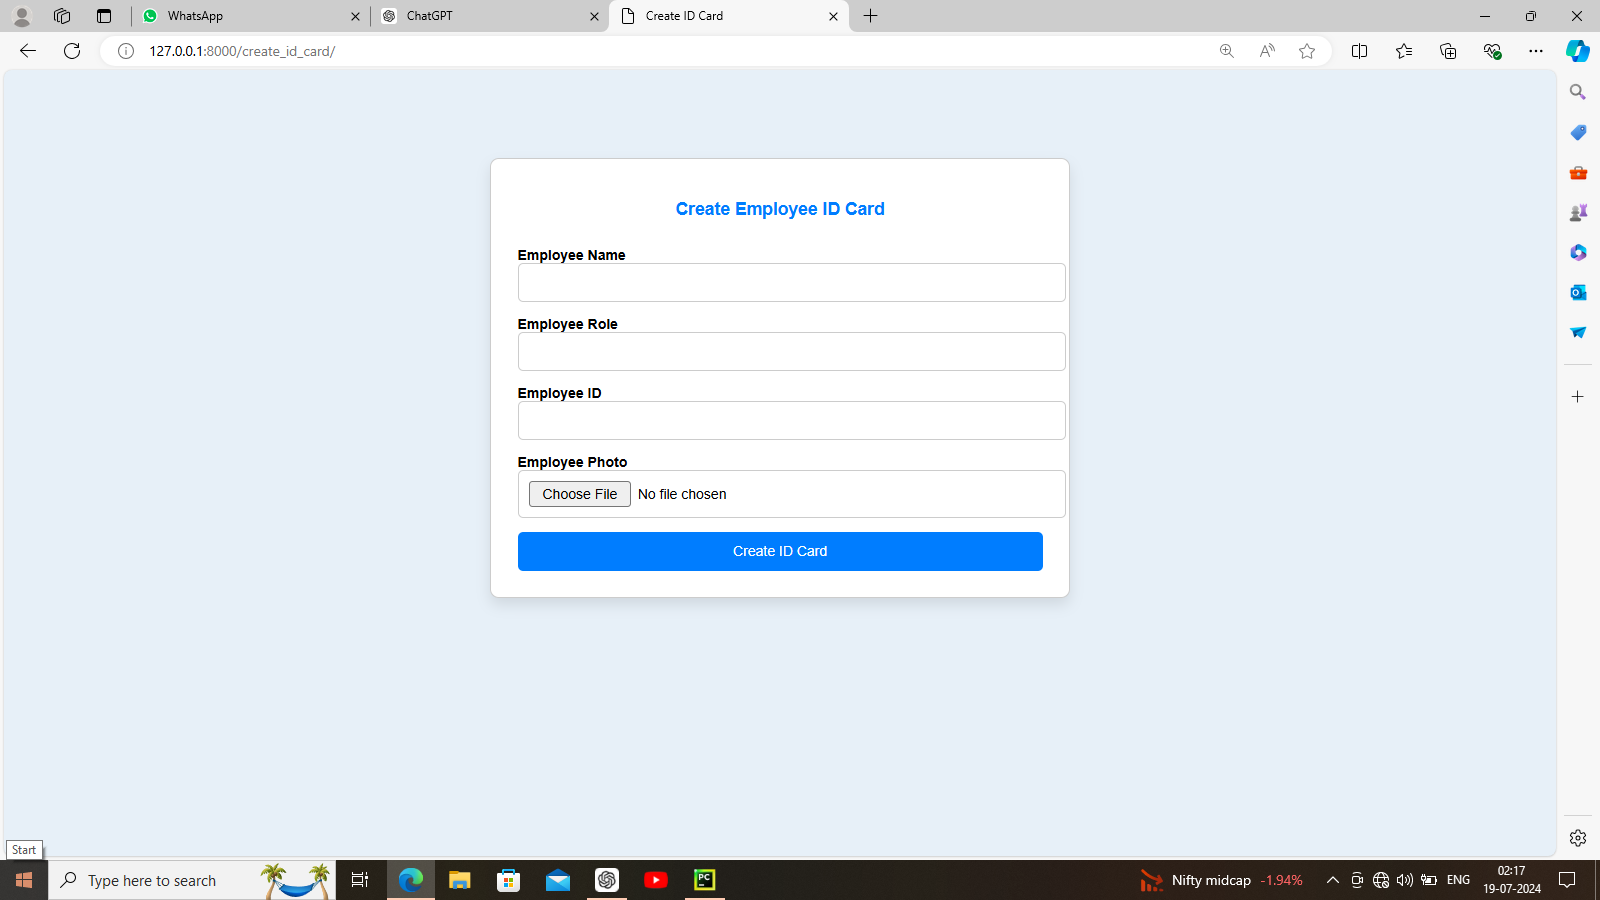 WhatsApp
ChatGPT
Create ID Card
127.0.0.1:8000/create_id_card/
Create Employee ID Card
Employee Name
Employee Role
Employee ID
Employee Photo
Choose File No file chosen
Create ID Card
Start
Type here to search
PC
Nifty midcap -1.94%
ENG
02:17
19-07-2024